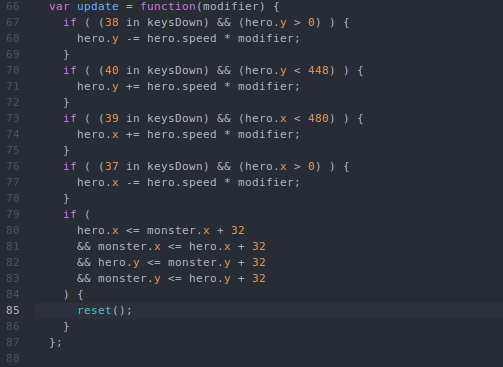 66 var update = function(modifier) {
67 if ( (38 in keysDown) && (hero.y > 0) ) {
68 hero.y -= hero.speed * modifier;
69 }
70 if ( (40 in keysDown) && (hero.y < 448) ) {
71 hero.y += hero.speed * modifier;
72 }
73 if ( (39 in keysDown) && (hero.x < 480) ) {
74 hero.x += hero.speed * modifier;
75 }
76 if ( (37 in keysDown) && (hero.x > 0) ) {
77 hero.x -= hero.speed * modifier;
78 }
79 if (
80 hero.x <= monster.x + 32
81 && monster.x <= hero.x + 32
82 && hero.y <= monster.y + 32
83 && monster.y <= hero.y + 32
84 ) {
85 reset();
86 }
87 };
88